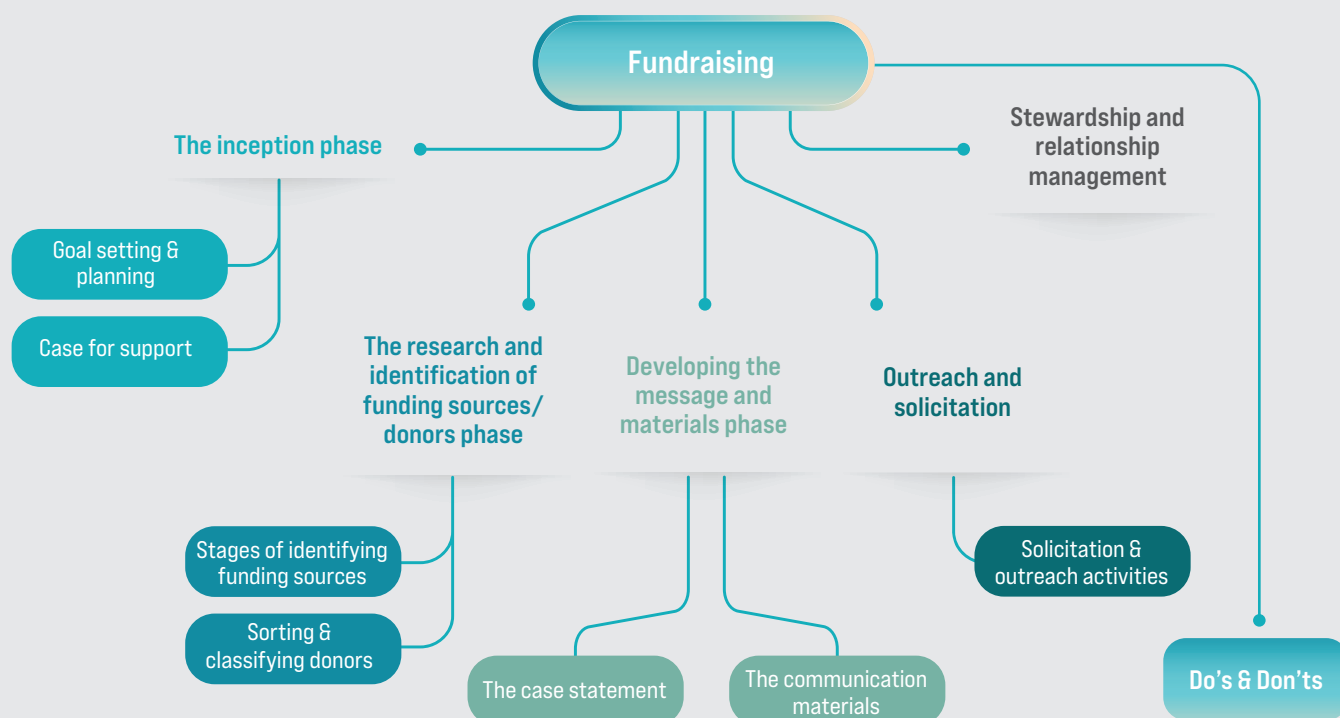 Fundraising
The inception phase
Goal setting &
planning
Case for support
The research and
identification of
funding sources/
donors phase
Stages of identifying
funding sources
Sorting &
classifying donors
Developing the
message and
materials phase
The case statement
The communication
materials
Outreach and
solicitation
Solicitation &
outreach activities
Stewardship and
relationship
management
Do’s & Don’ts